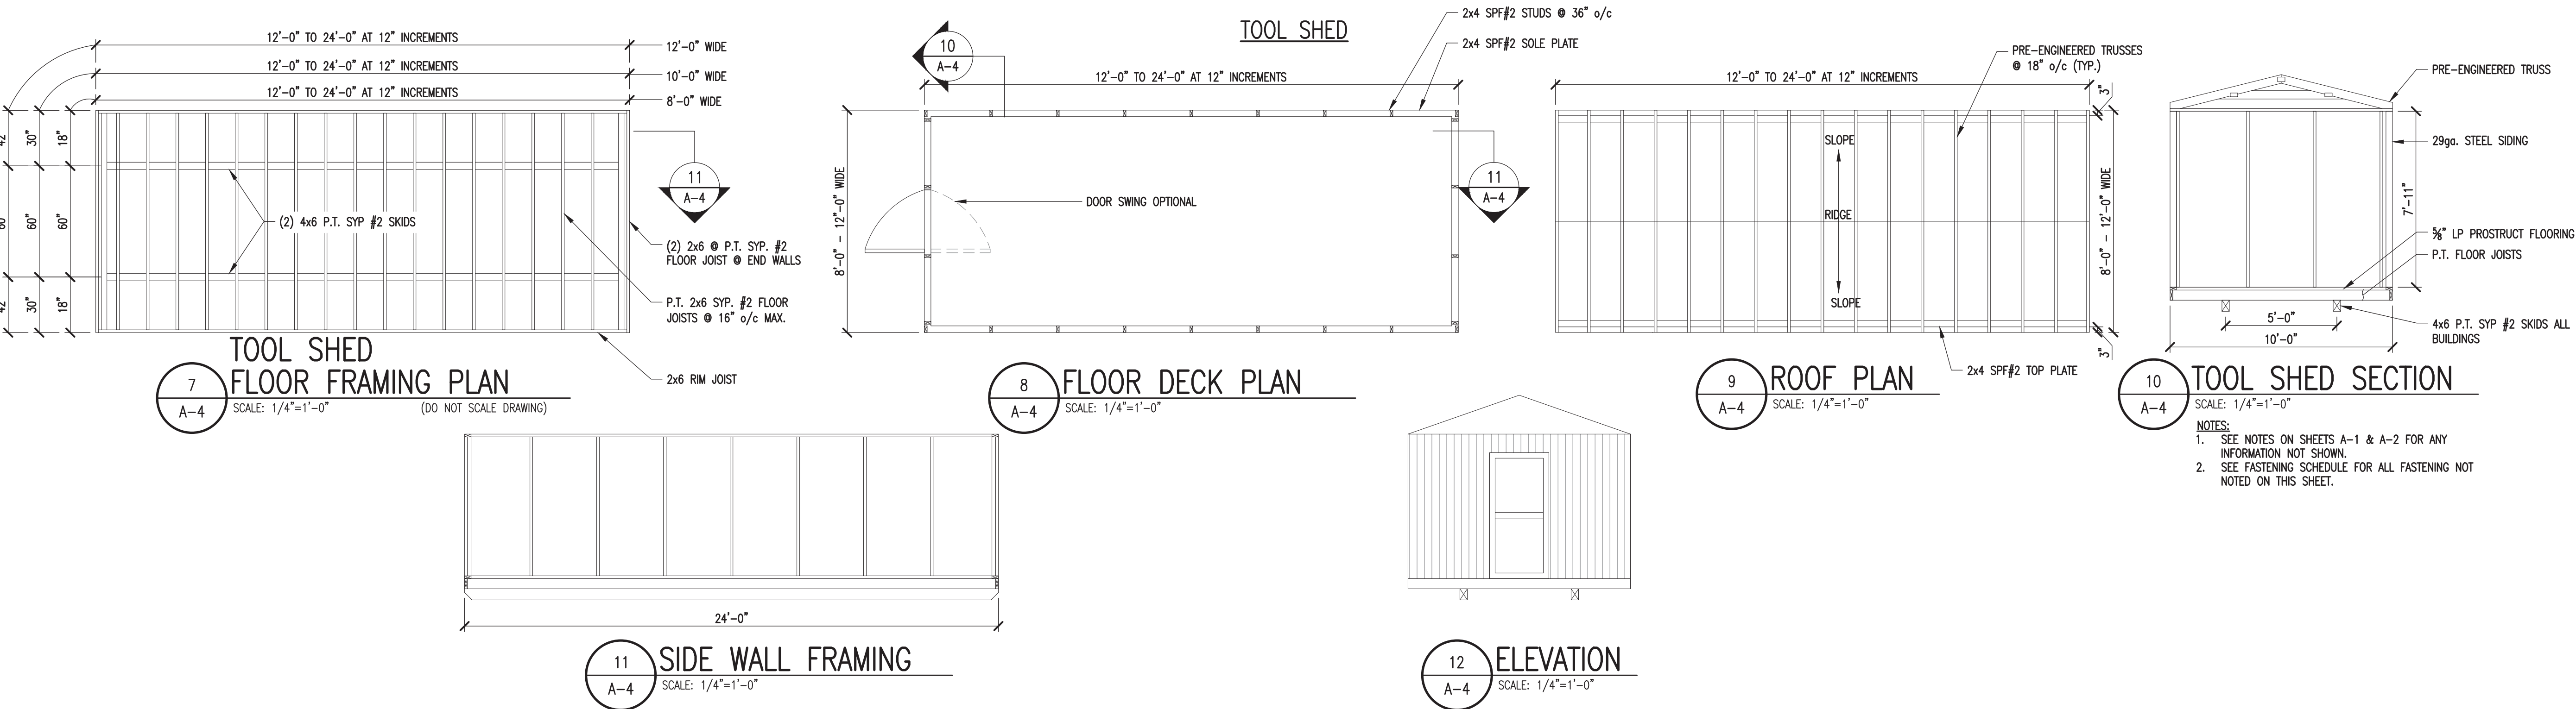 12'-0" TO 24'-0" AT 12" INCREMENTS
12'-0" WIDE
12'-0" TO 24'-0" AT 12" INCREMENTS
10'-0" WIDE
12'-0" TO 24'-0" AT 12" INCREMENTS
8'-0" WIDE
30"
18"
60"
60"
30"
18"
(2) 4x6 P.T. SYP #2 SKIDS
11
A-4
(2) 2x6 @ P.T. SYP. #2
FLOOR JOIST @ END WALLS
P.T. 2x6 SYP. #2 FLOOR
JOISTS @ 16" o/c MAX.
2x6 RIM JOIST
TOOL SHED
7
A-4
FLOOR FRAMING PLAN
SCALE: 1/4"=1'-0"
(DO NOT SCALE DRAWING)
TOOL SHED
10
A-4
2x4 SPF#2 STUDS @ 36" o/c
2x4 SPF#2 SOLE PLATE
12'-0" TO 24'-0" AT 12" INCREMENTS
8'-0" - 12"-0" WIDE
DOOR SWING OPTIONAL
11
A-4
8
A-4
FLOOR DECK PLAN
SCALE: 1/4"=1'-0"
12'-0" TO 24'-0" AT 12" INCREMENTS
PRE-ENGINEERED TRUSSES
@ 18" o/c (TYP.)
3"
SLOPE
RIDGE
SLOPE
8'-0" - 12'-0" WIDE
3"
2x4 SPF#2 TOP PLATE
9
A-4
ROOF PLAN
SCALE: 1/4"=1'-0"
PRE-ENGINEERED TRUSS
29ga. STEEL SIDING
7'-11"
⅝" LP PROSTRUCT FLOORING
P.T. FLOOR JOISTS
4x6 P.T. SYP #2 SKIDS ALL
BUILDINGS
5'-0"
10'-0"
10
A-4
TOOL SHED SECTION
SCALE: 1/4"=1'-0"
NOTES:
1. SEE NOTES ON SHEETS A-1 & A-2 FOR ANY
INFORMATION NOT SHOWN.
2. SEE FASTENING SCHEDULE FOR ALL FASTENING NOT
NOTED ON THIS SHEET.
24'-0"
11
A-4
SIDE WALL FRAMING
SCALE: 1/4"=1'-0"
12
A-4
ELEVATION
SCALE: 1/4"=1'-0"